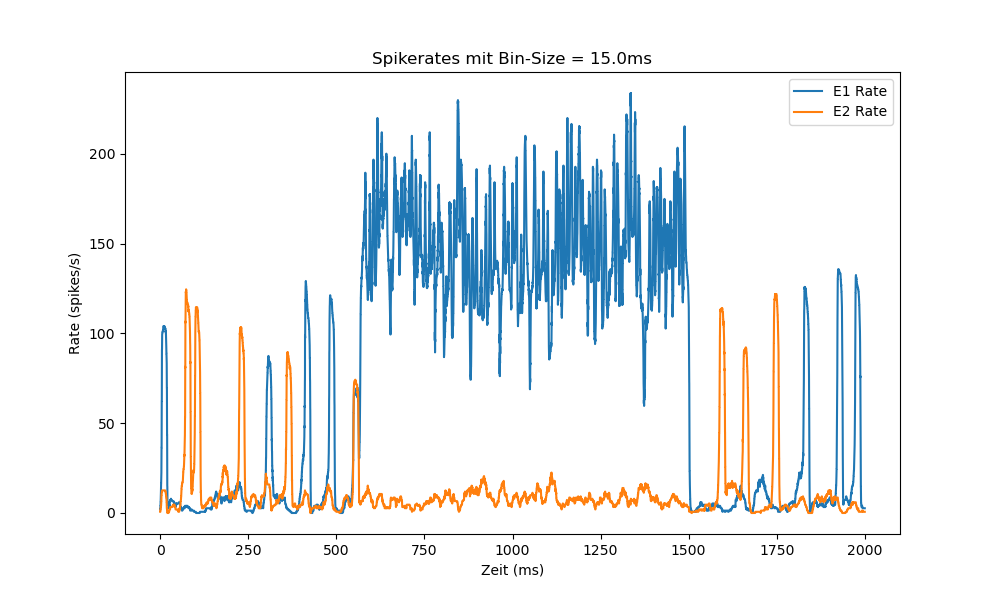 Spikerates mit Bin-Size = 15.0ms
E1 Rate
E2 Rate
200
150
100
50
0
Rate (spikes/s)
0 250 500 750 1000 1250 1500 1750 2000
Zeit (ms)